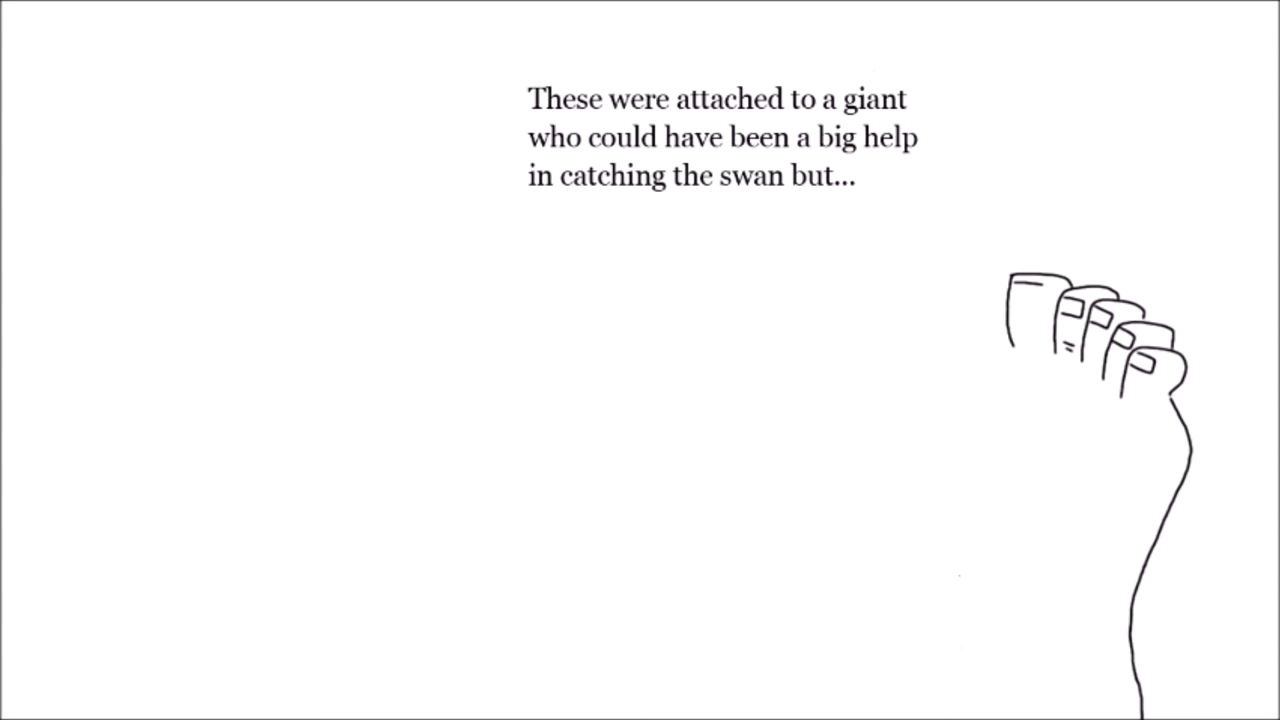 These were attached to a giant
who could have been a big help
in catching the swan but...